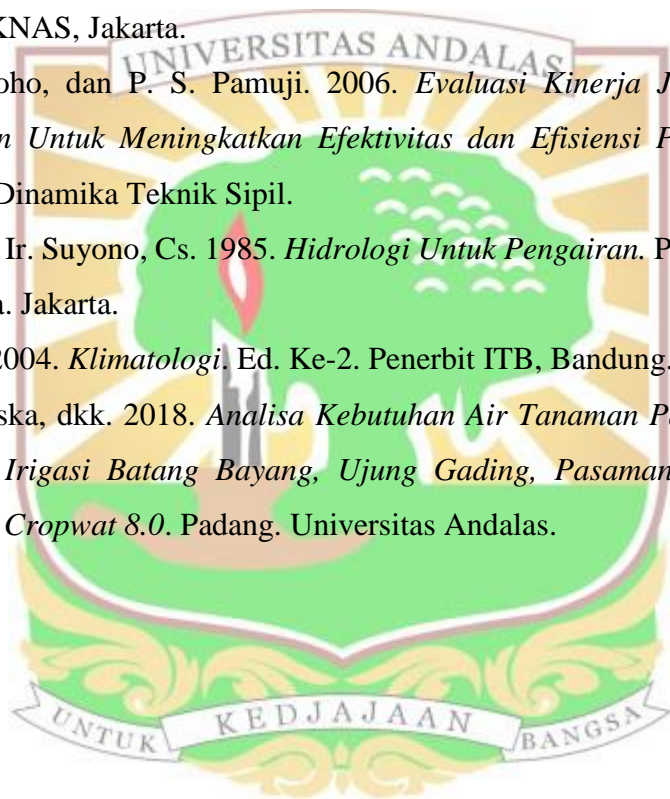 KNAS, Jakarta.
UNIVERSITAS ANDALAS
oho, dan P. S. Pamuji. 2006. Evaluasi Kinerja J
n Untuk Meningkatkan Efektivitas dan Efisiensi P
Dinamika Teknik Sipil.
Ir. Suyono, Cs. 1985. Hidrologi Untuk Pengairan. P
a. Jakarta.
2004. Klimatologi. Ed. Ke-2. Penerbit ITB, Bandung.
ska, dkk. 2018. Analisa Kebutuhan Air Tanaman Pa
Irigasi Batang Bayang, Ujung Gading, Pasaman
Cropwat 8.0. Padang. Universitas Andalas.
UNTUK KEDJAJAAN BANGSA